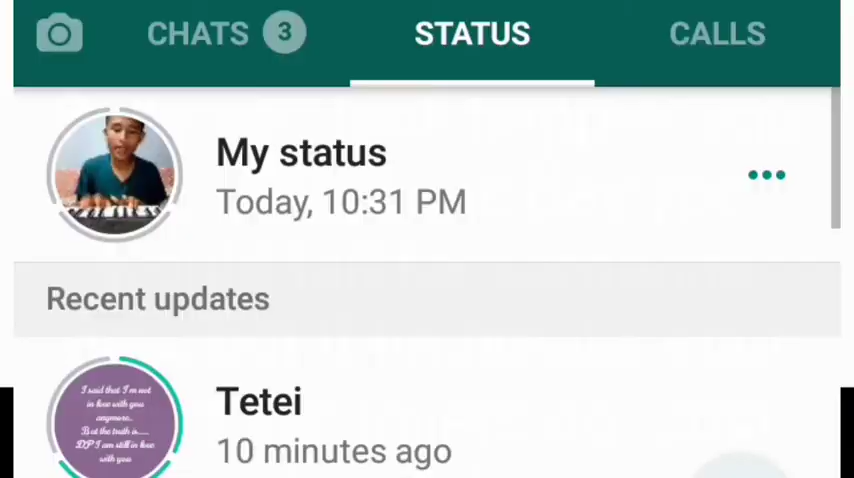 CHATS 3 STATUS CALLS
My status
Today, 10:31 PM
Recent updates
I said that I'm not
in love with you
anymore..
But the truth is.....
I am still in love
with you
Tetei
10 minutes ago